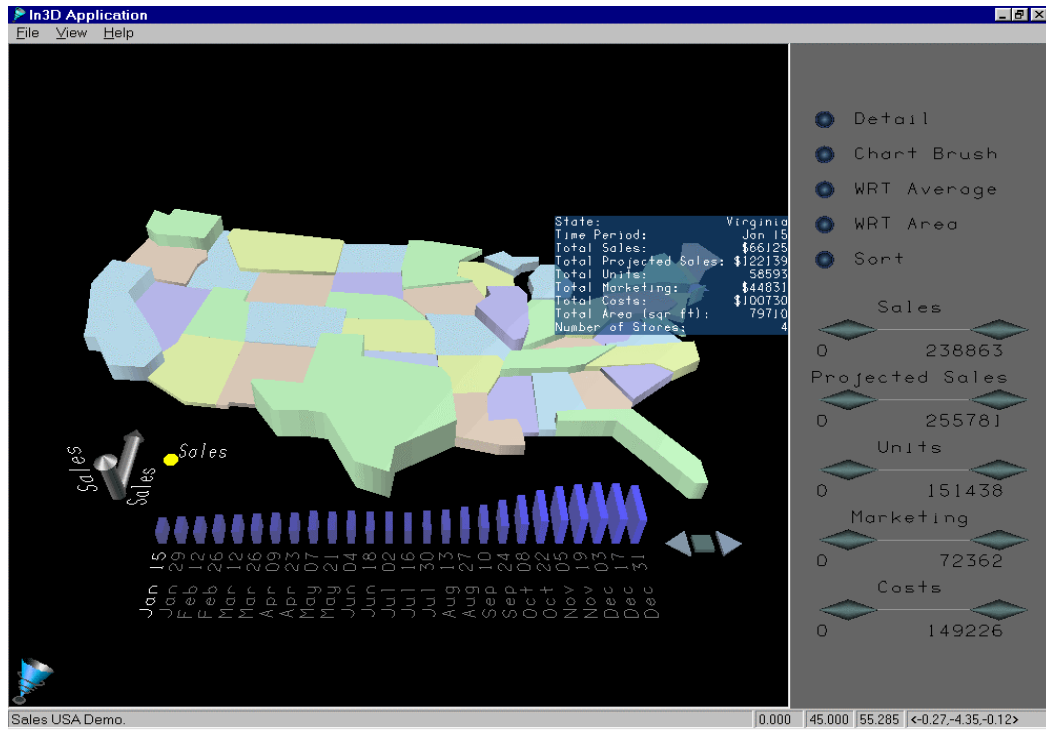 In3D Application
File View Help
Detail
Chart Brush
WRT Average
WRT Area
Sort
State: Virginia
Time Period: Jan 15
Total Sales: $66125
Total Projected Sales: $122139
Total Units: 58593
Total Marketing: $44831
Total Costs: $100730
Total Area (sqr ft): 79710
Number of Stores: 4
Sales
0 238863
Projected Sales
0 255781
Units
0 151438
Marketing
0 72362
Costs
0 149226
Sales
Sales
Sales
Jan 15
Jan 29
Feb 12
Feb 26
Mar 12
Mar 26
Apr 09
Apr 23
May 07
May 21
Jun 04
Jun 18
Jul 02
Jul 16
Jul 30
Aug 13
Aug 27
Sep 10
Sep 24
Oct 08
Oct 22
Nov 05
Nov 19
Dec 03
Dec 17
Dec 31
Sales USA Demo.
0.000 45.000 55.285 <-0.27,-4.35,-0.12>